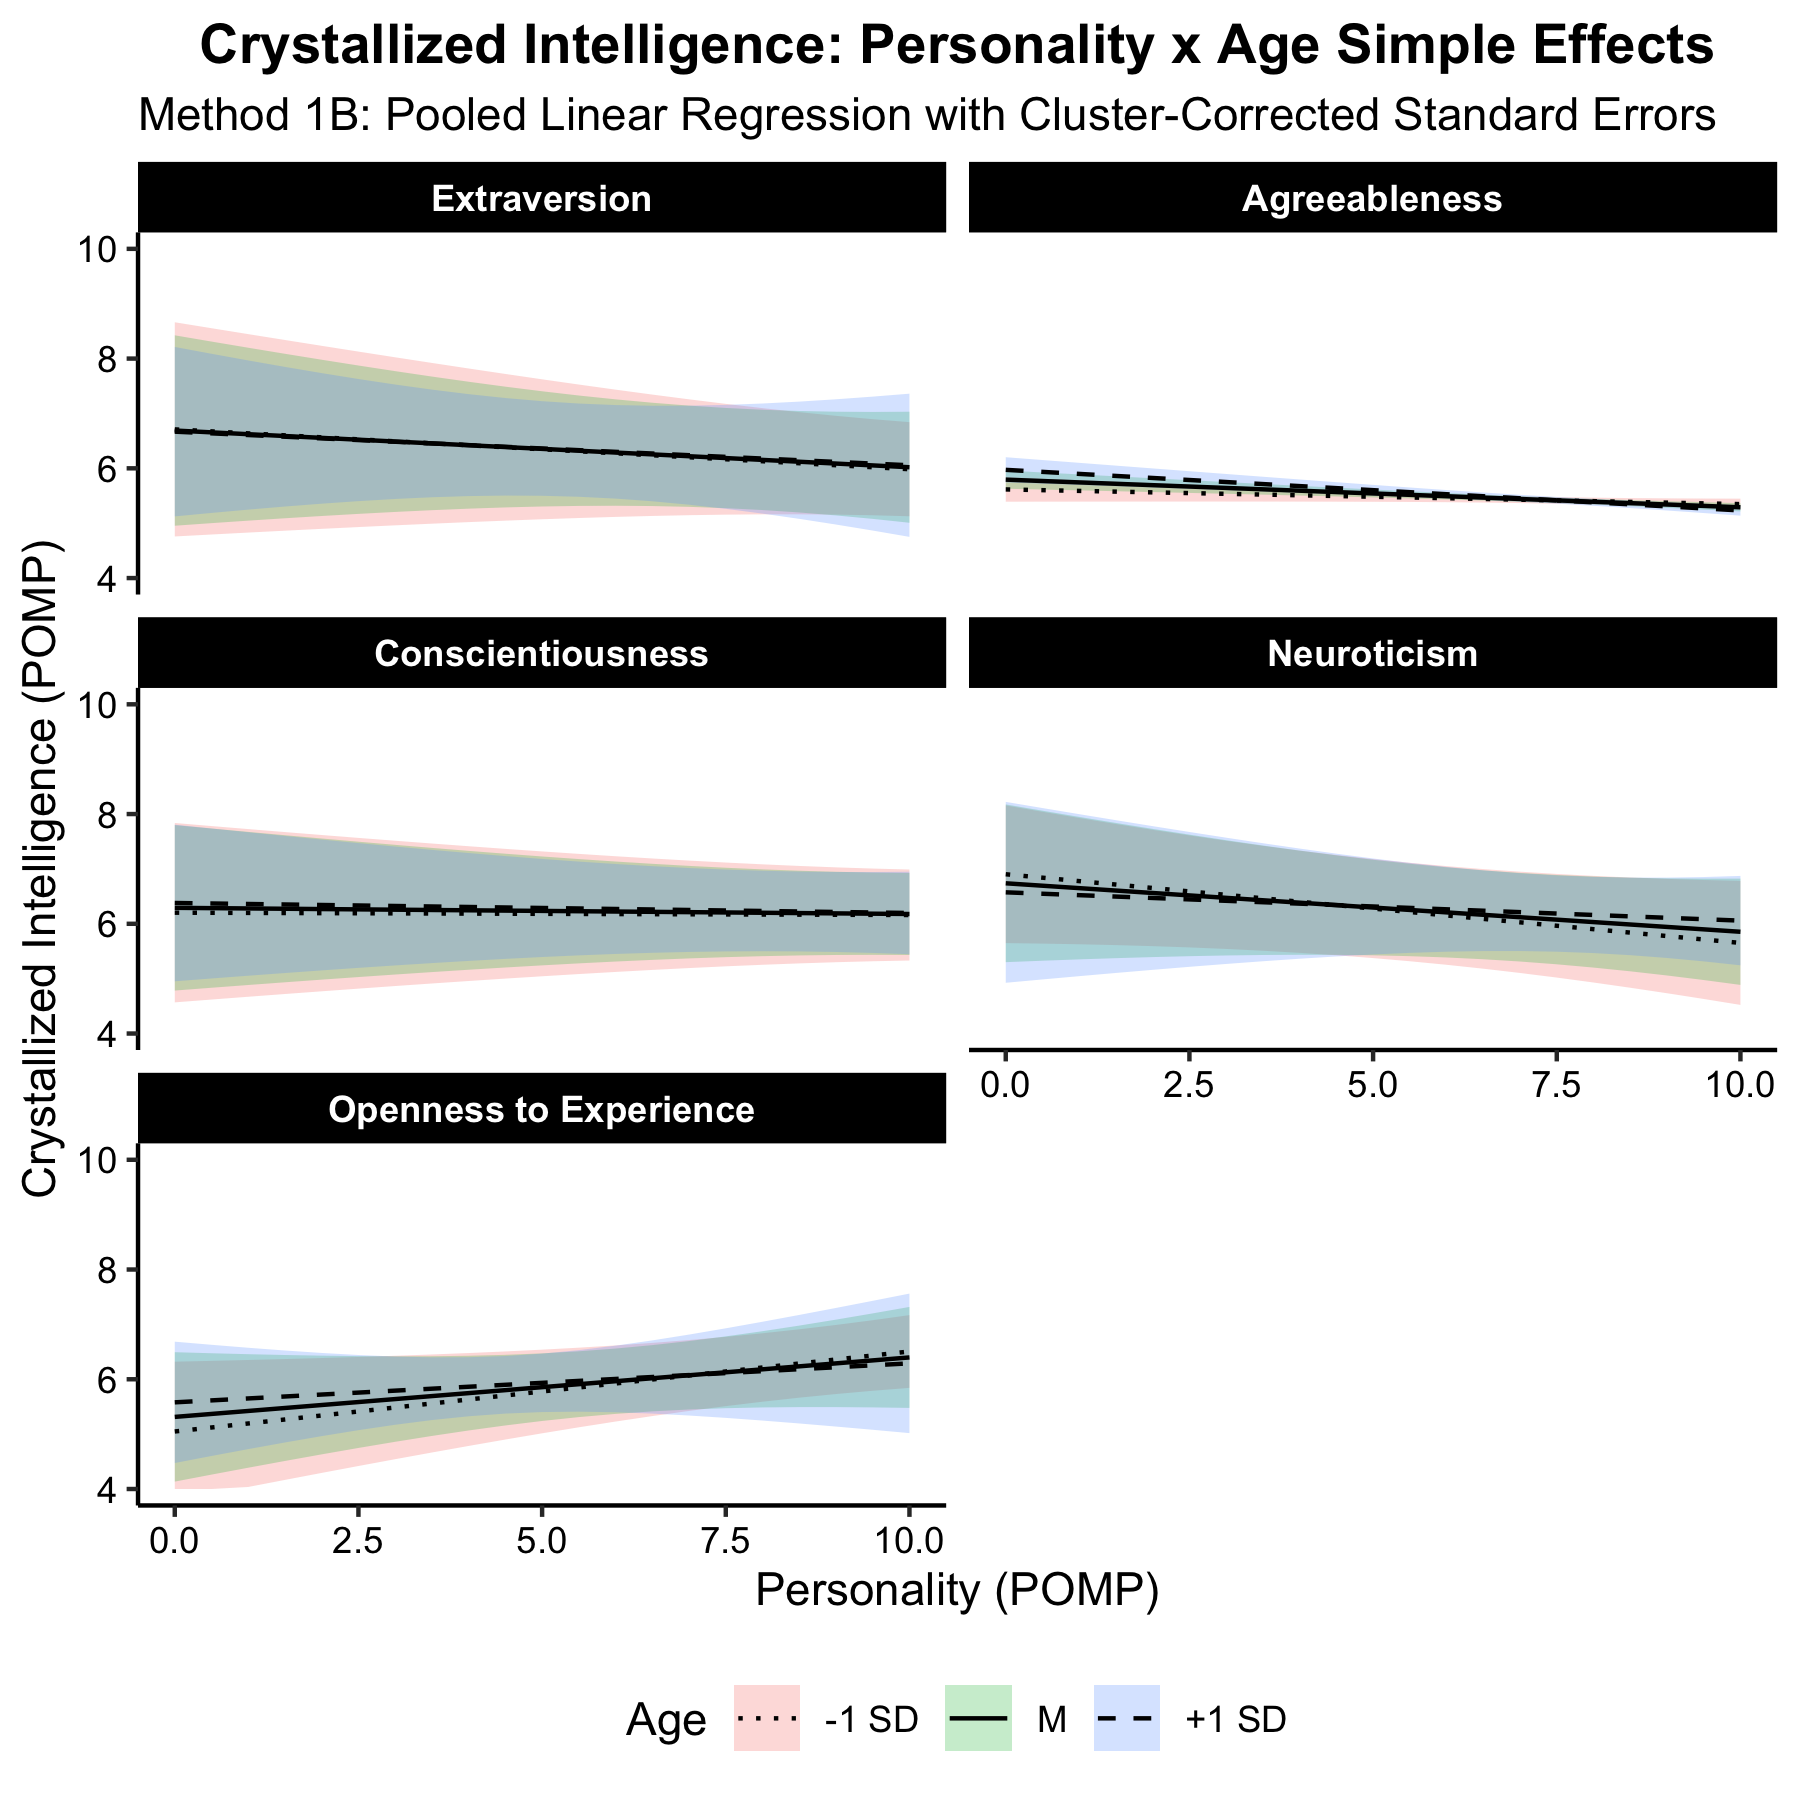 Crystallized Intelligence: Personality x Age Simple Effects
Method 1B: Pooled Linear Regression with Cluster-Corrected Standard Errors
Extraversion
Agreeableness
10
8
6
4
Conscientiousness
Neuroticism
10
8
6
4
0.0 2.5 5.0 7.5 10.0
Openness to Experience
10
8
6
4
0.0 2.5 5.0 7.5 10.0
Crystallized Intelligence (POMP)
Personality (POMP)
Age -1 SD M +1 SD